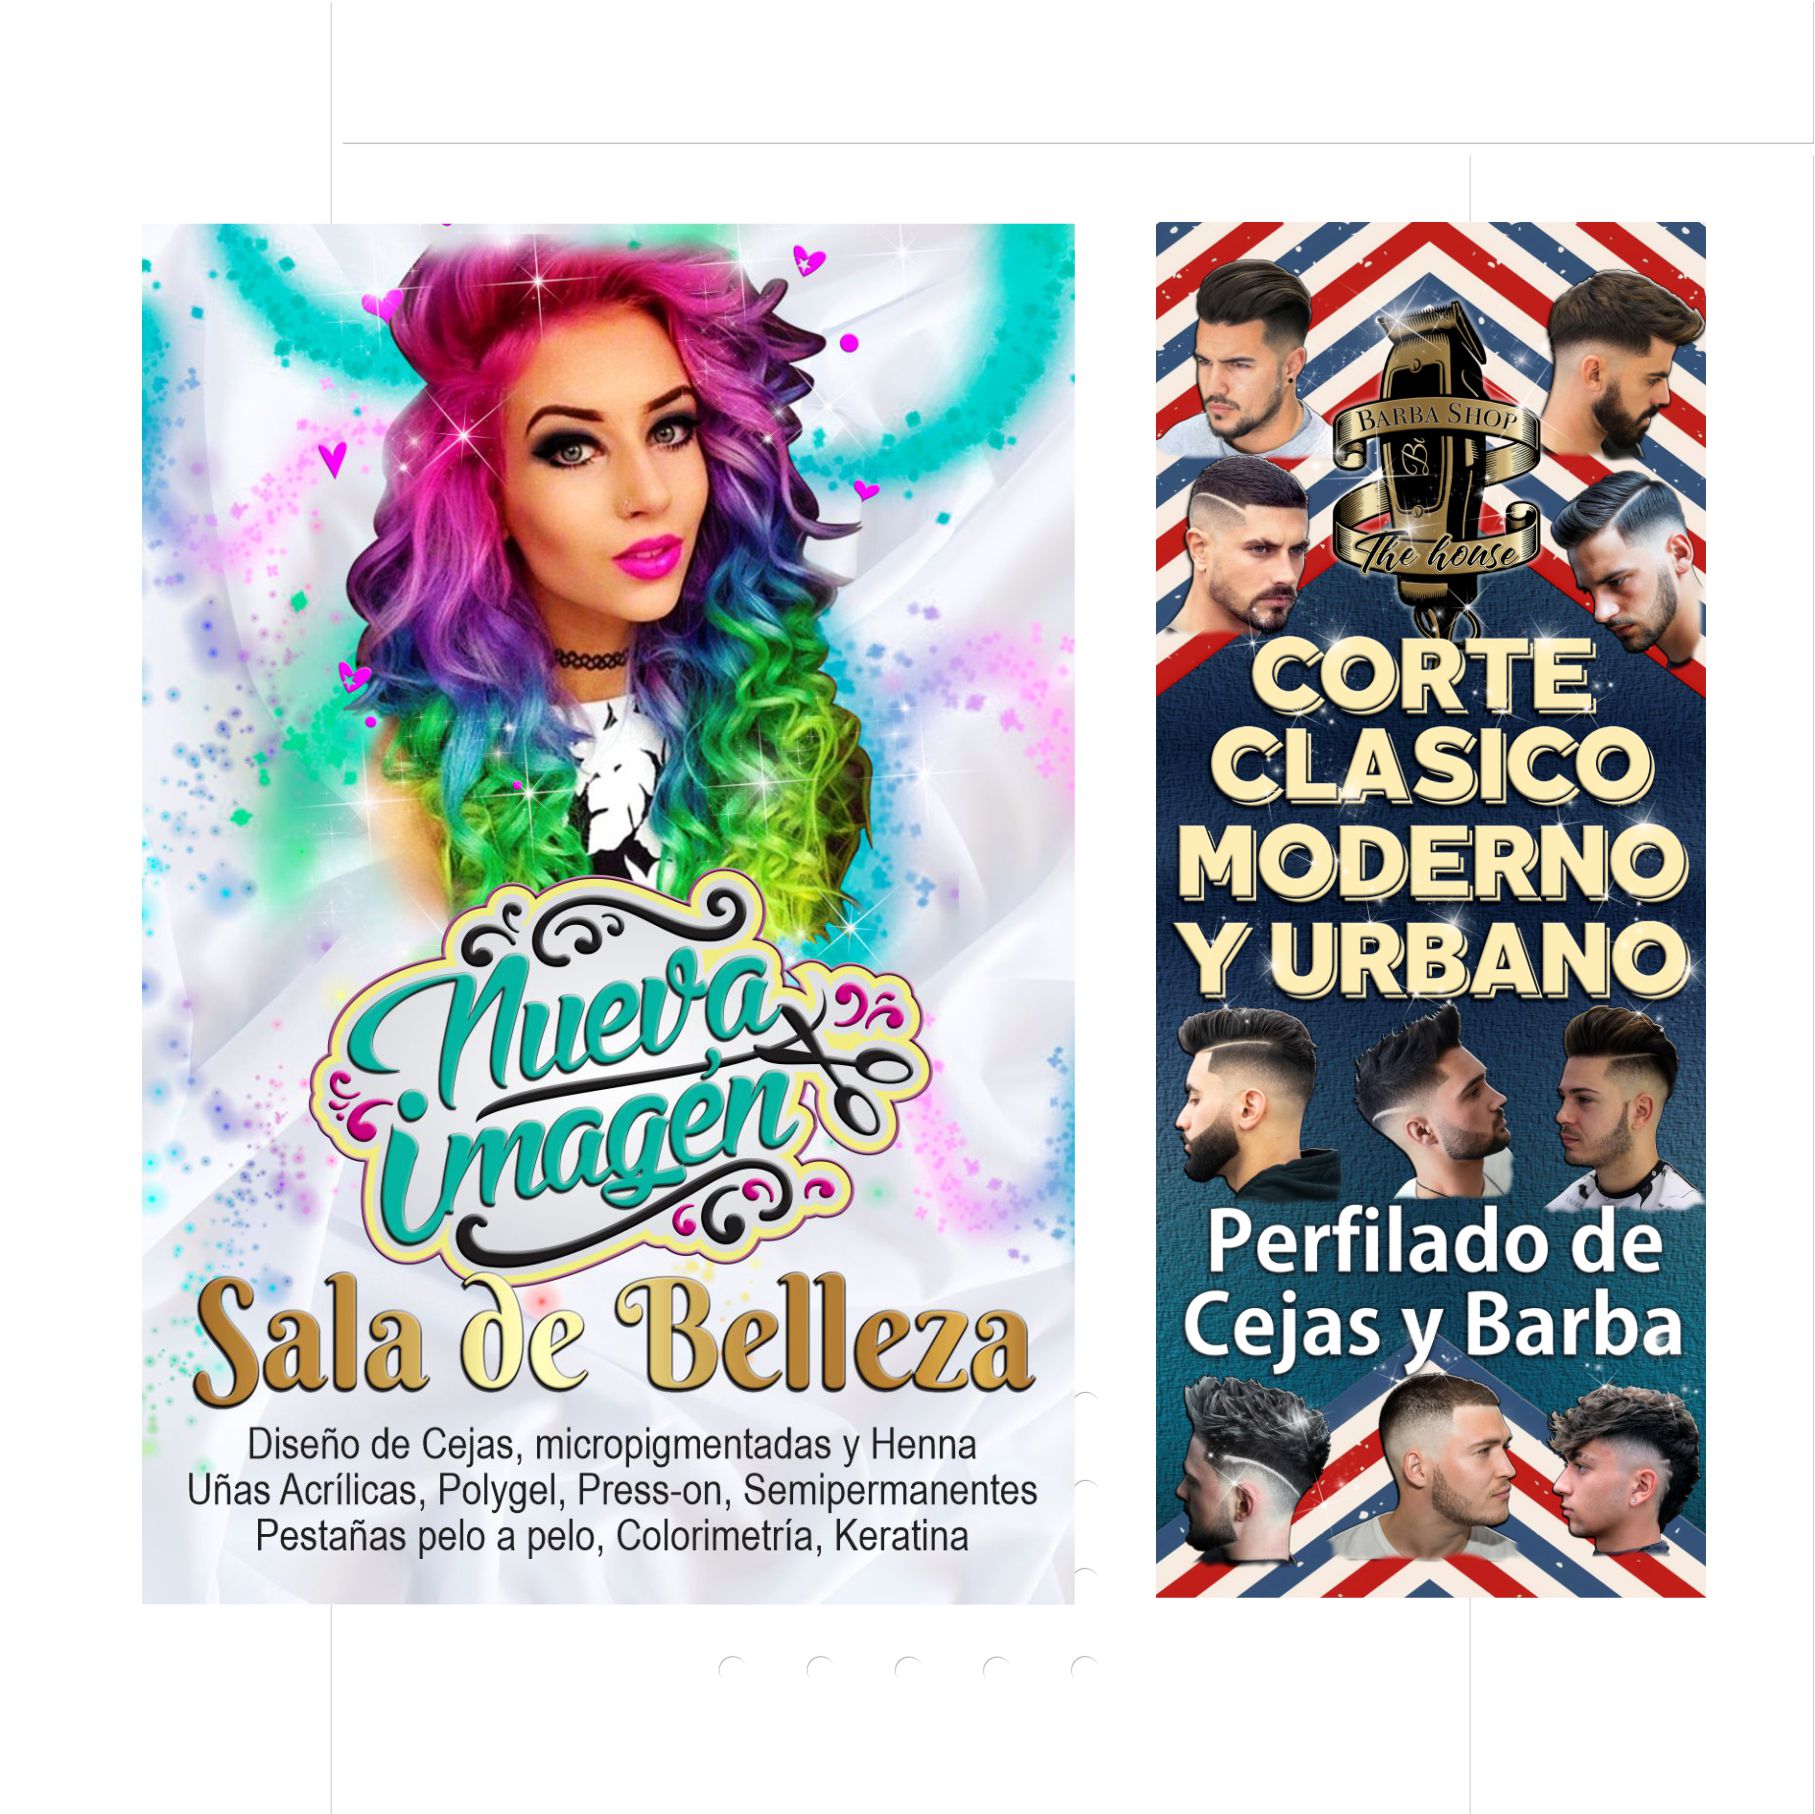 Nueva
imagén
Sala de Belleza
Diseño de Cejas, micropigmentadas y Henna
Uñas Acrílicas, Polygel, Press-on, Semipermanentes
Pestañas pelo a pelo, Colorimetría, Keratina
BARBA SHOP
The house
CORTE
CLASICO
MODERNO
Y URBANO
Perfilado de
Cejas y Barba